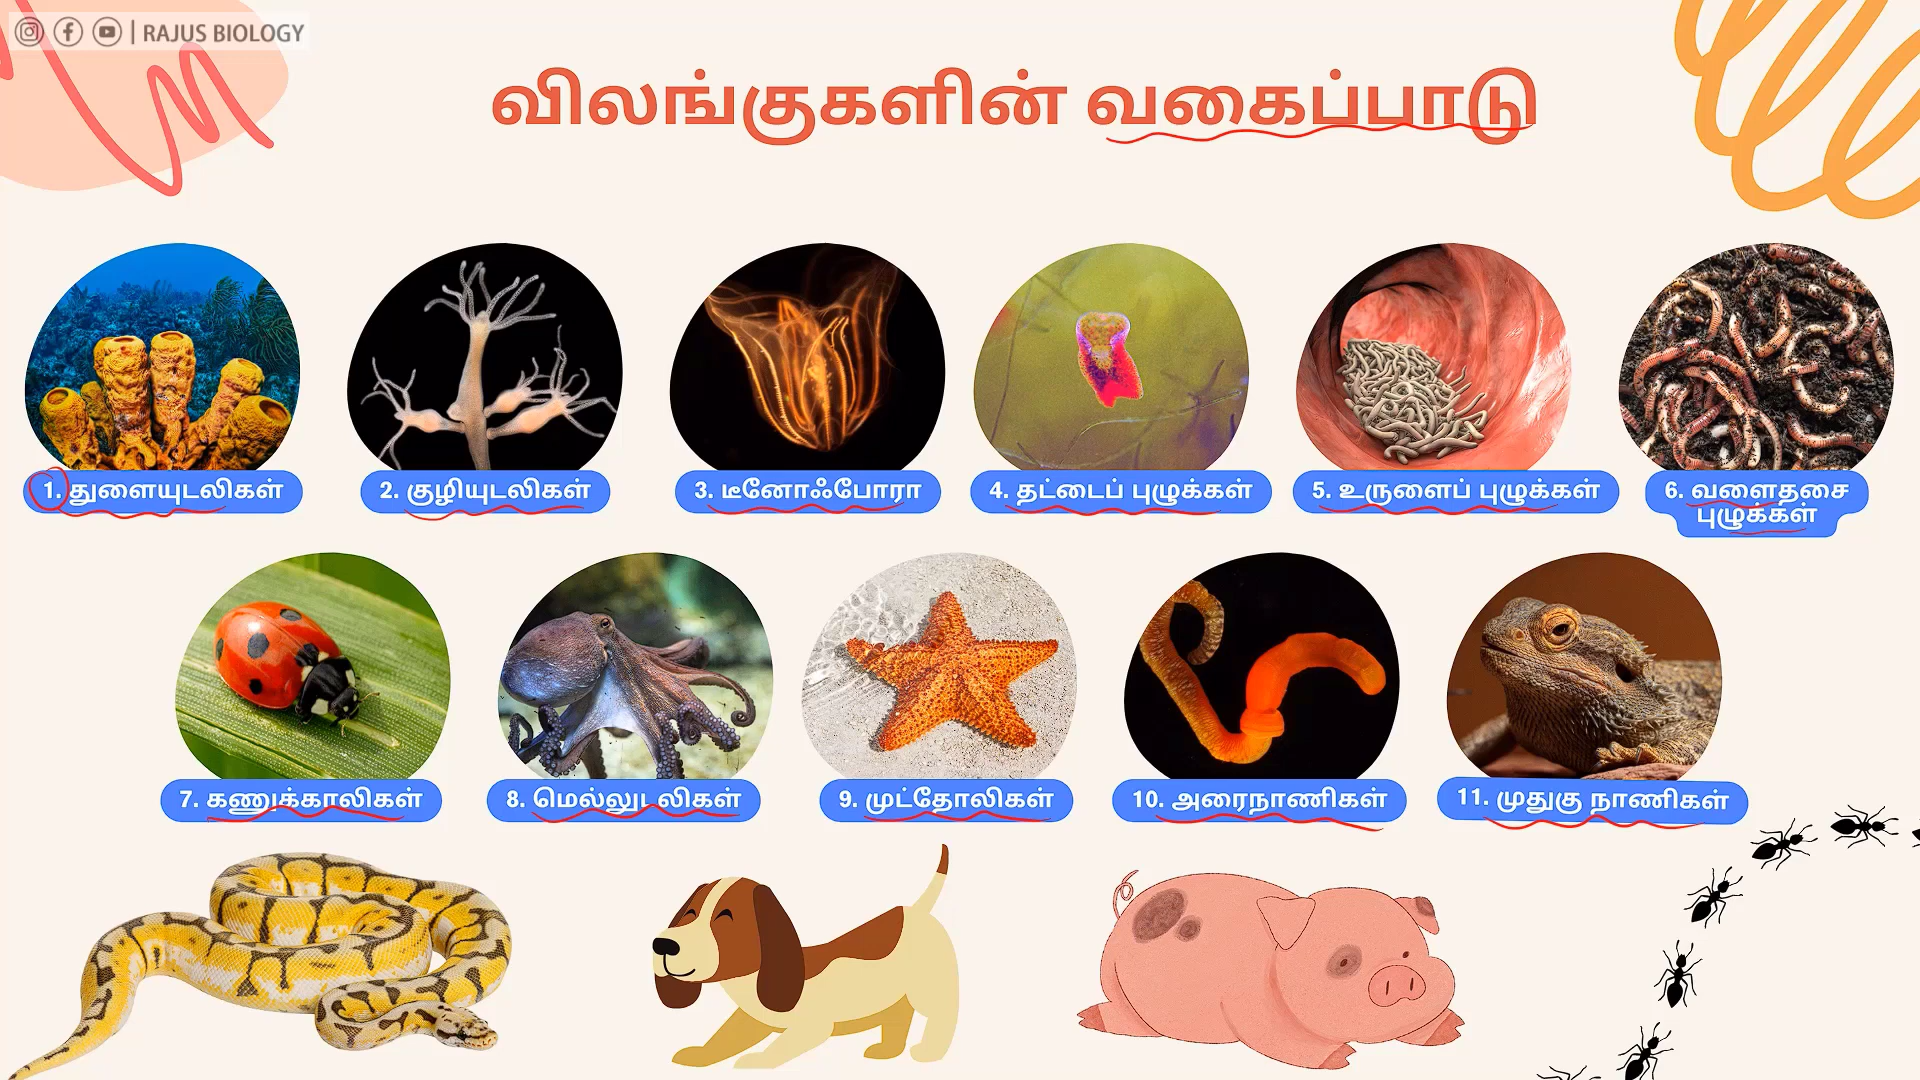 | RAJUS BIOLOGY
விலங்குகளின் வகைப்பாடு
1. துளையுடலிகள்
2. குழியுடலிகள்
3. டீனோஃபோரா
4. தட்டைப் புழுக்கள்
5. உருளைப் புழுக்கள்
6. வளைதசை
புழுக்கள்
7. கணுக்காலிகள்
8. மெல்லுடலிகள்
9. முட்தோலிகள்
10. அரைநாணிகள்
11. முதுகு நாணிகள்